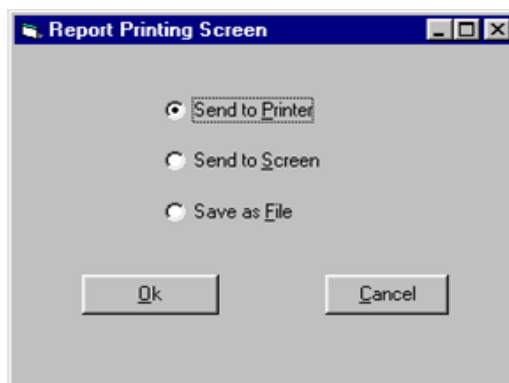 Report Printing Screen
Send to Printer
Send to Screen
Save as File
Ok
Cancel